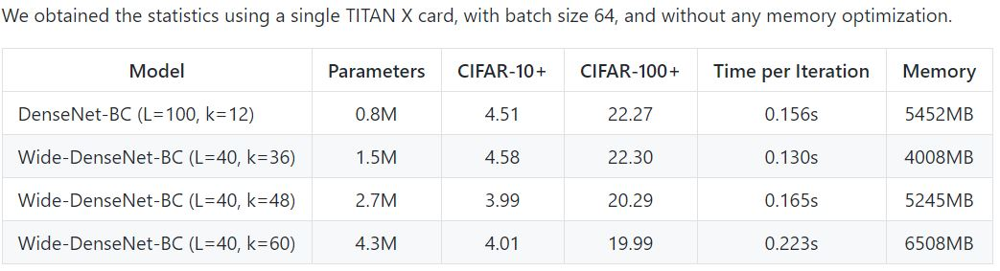 We obtained the statistics using a single TITAN X card, with batch size 64, and without any memory optimization.
Model Parameters CIFAR-10+ CIFAR-100+ Time per Iteration Memory
DenseNet-BC (L=100, k=12) 0.8M 4.51 22.27 0.156s 5452MB
Wide-DenseNet-BC (L=40, k=36) 1.5M 4.58 22.30 0.130s 4008MB
Wide-DenseNet-BC (L=40, k=48) 2.7M 3.99 20.29 0.165s 5245MB
Wide-DenseNet-BC (L=40, k=60) 4.3M 4.01 19.99 0.223s 6508MB